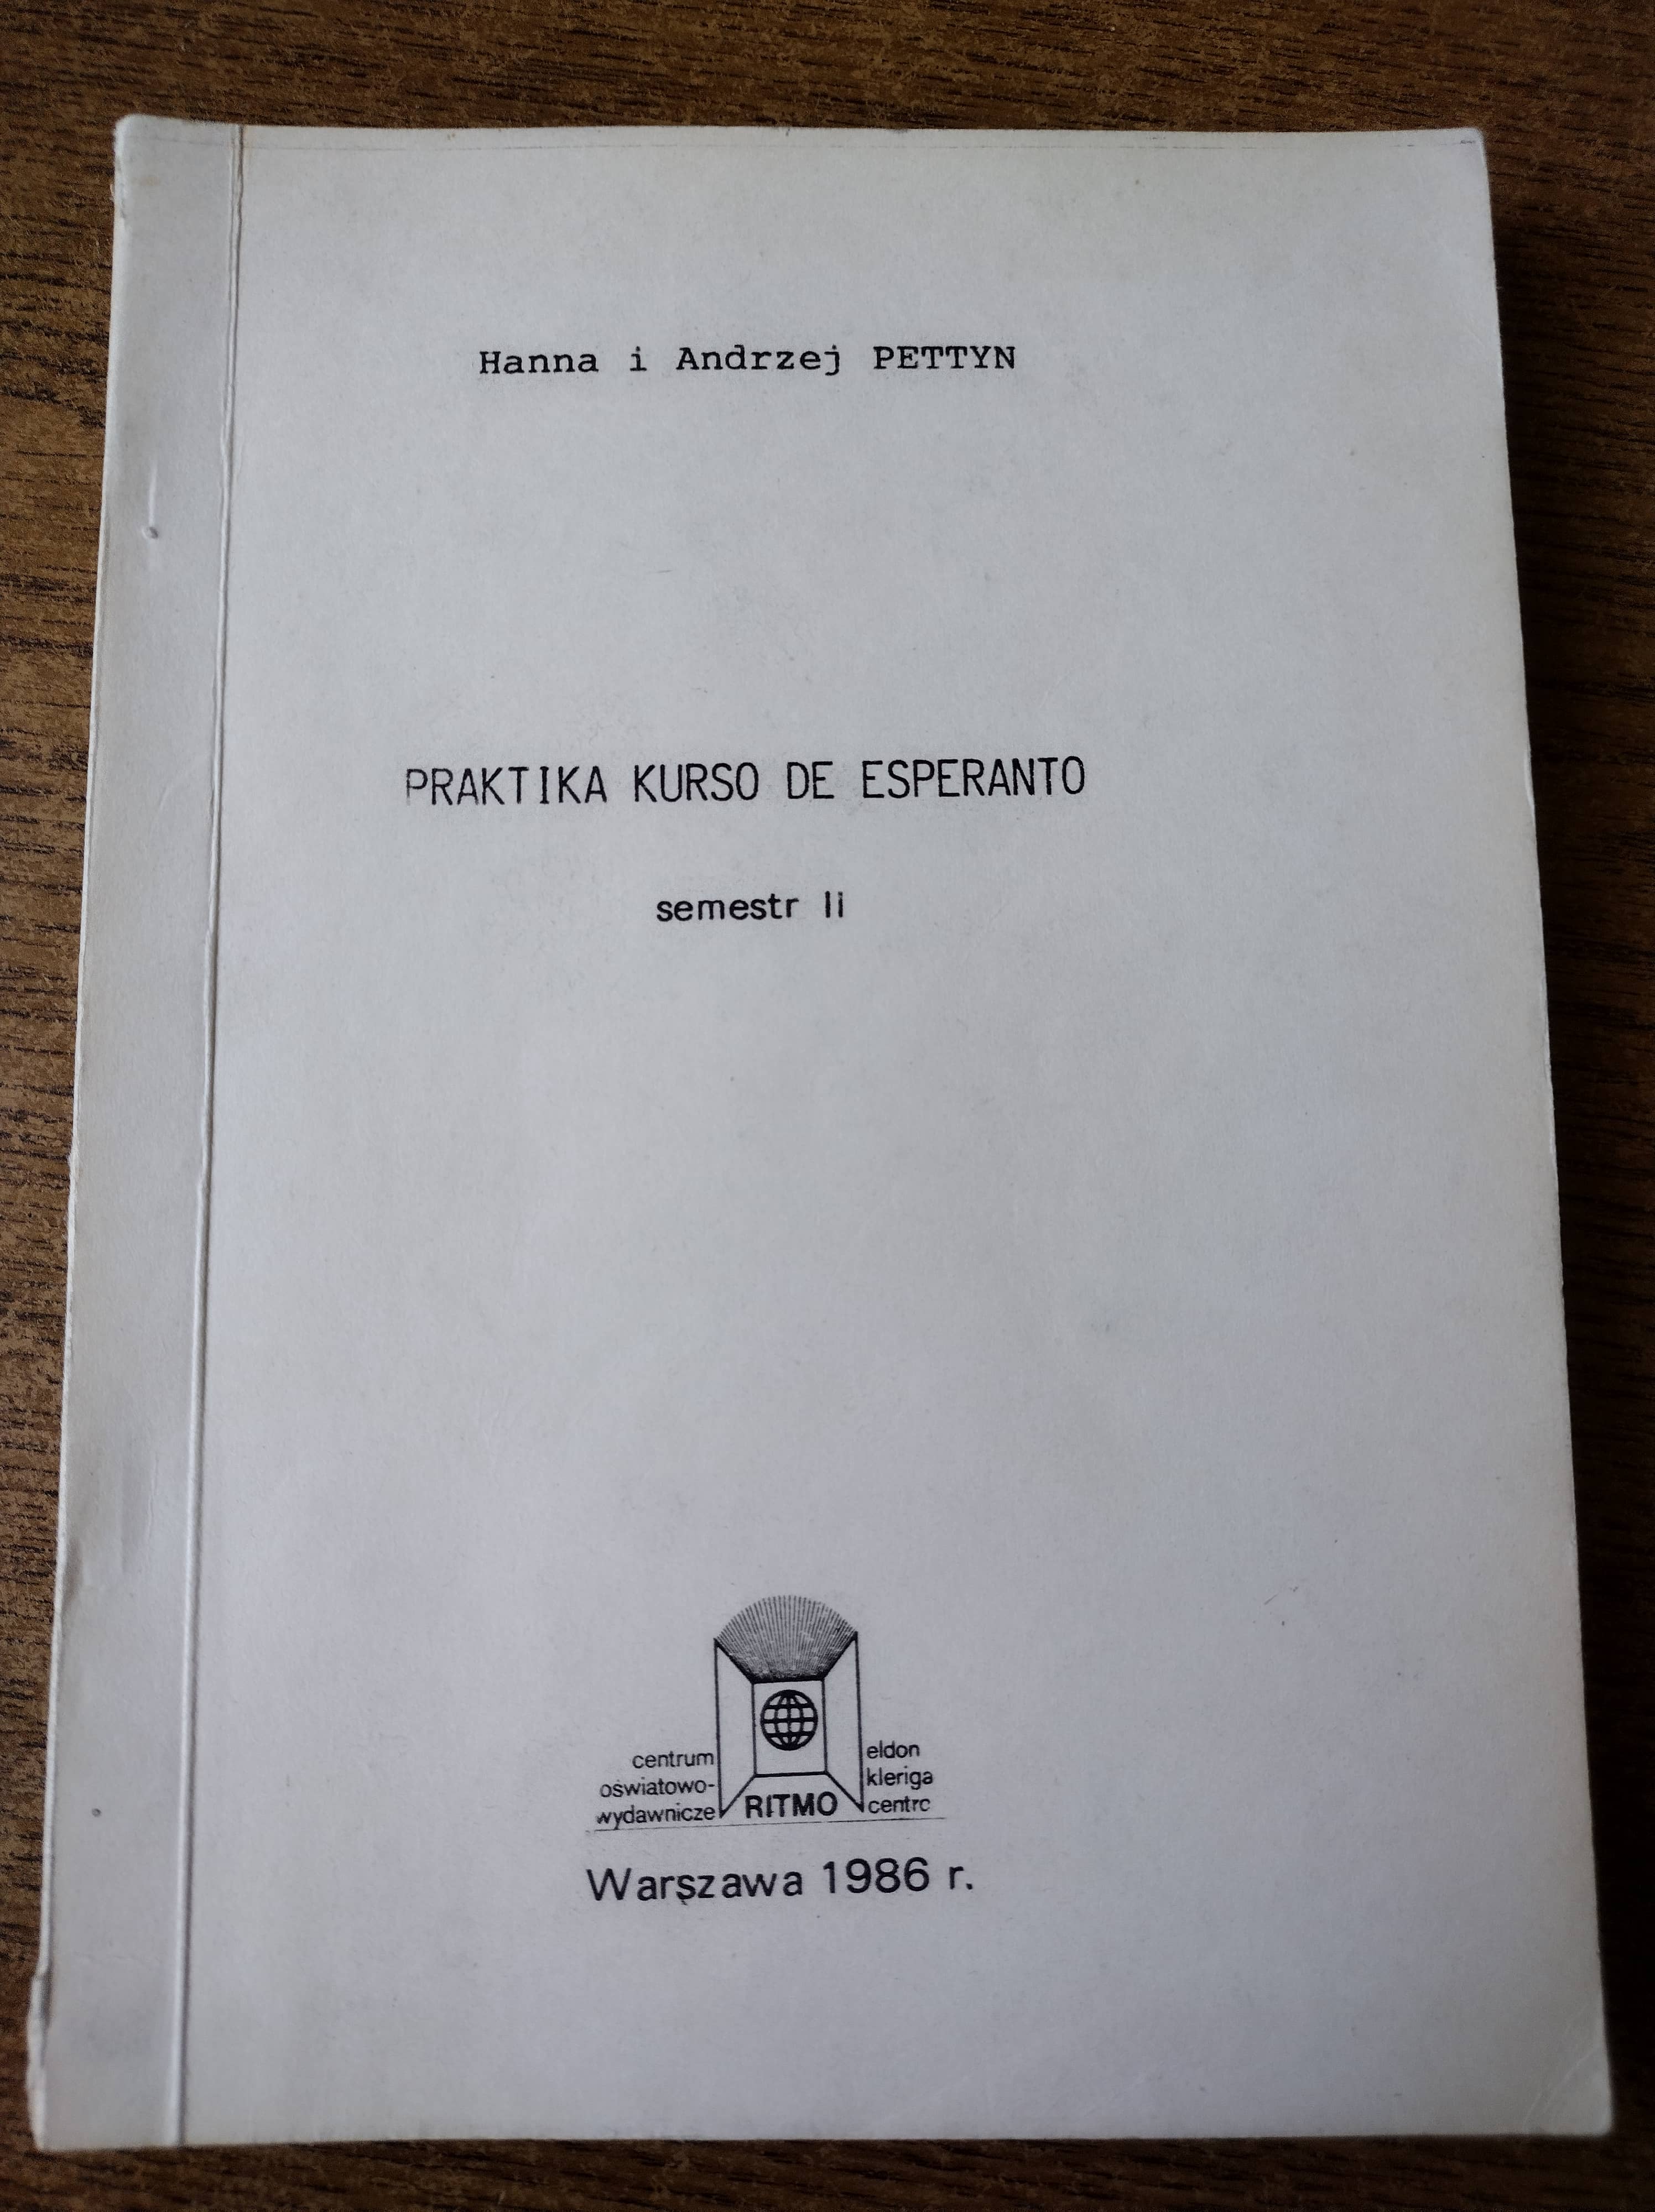 Hanna i Andrzej PETTYN
PRAKTIKA KURSO DE ESPERANTO
semestr Ii
centrum
oświatowo-
wydawnicze
RITMO
eldon
kleriga
centro
Warszawa 1986 r.